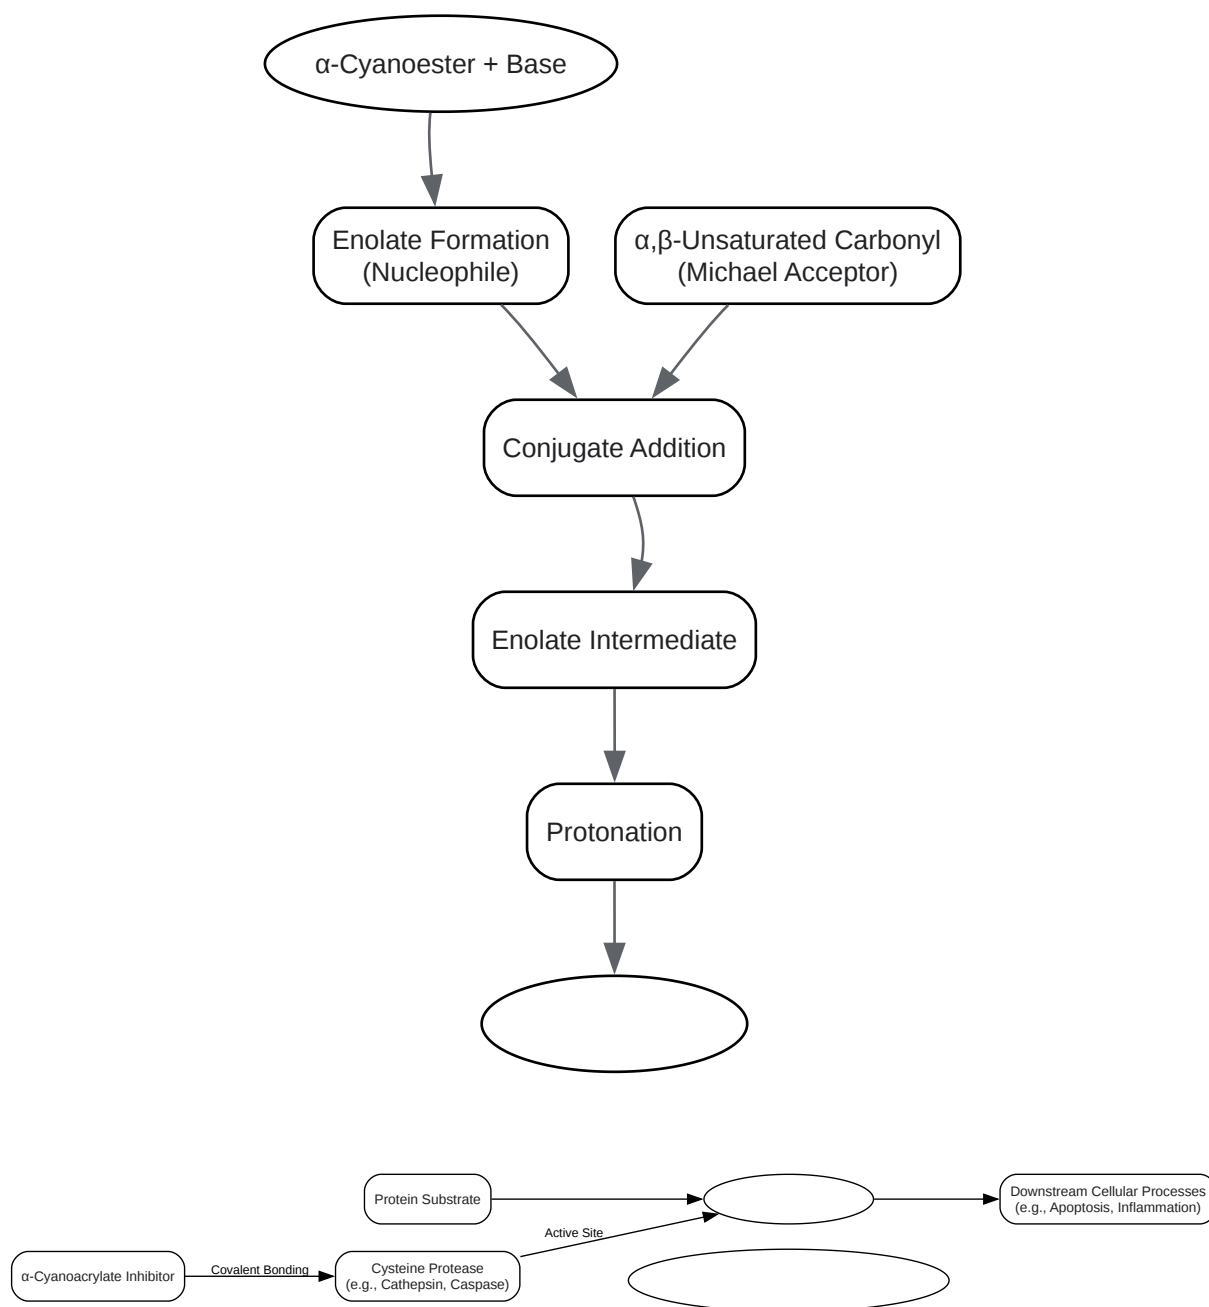 α-Cyanoester + Base
Enolate Formation
(Nucleophile)
α,β-Unsaturated Carbonyl
(Michael Acceptor)
Conjugate Addition
Enolate Intermediate
Protonation
Protein Substrate
Downstream Cellular Processes
(e.g., Apoptosis, Inflammation)
Active Site
α-Cyanoacrylate Inhibitor
Covalent Bonding
Cysteine Protease
(e.g., Cathepsin, Caspase)